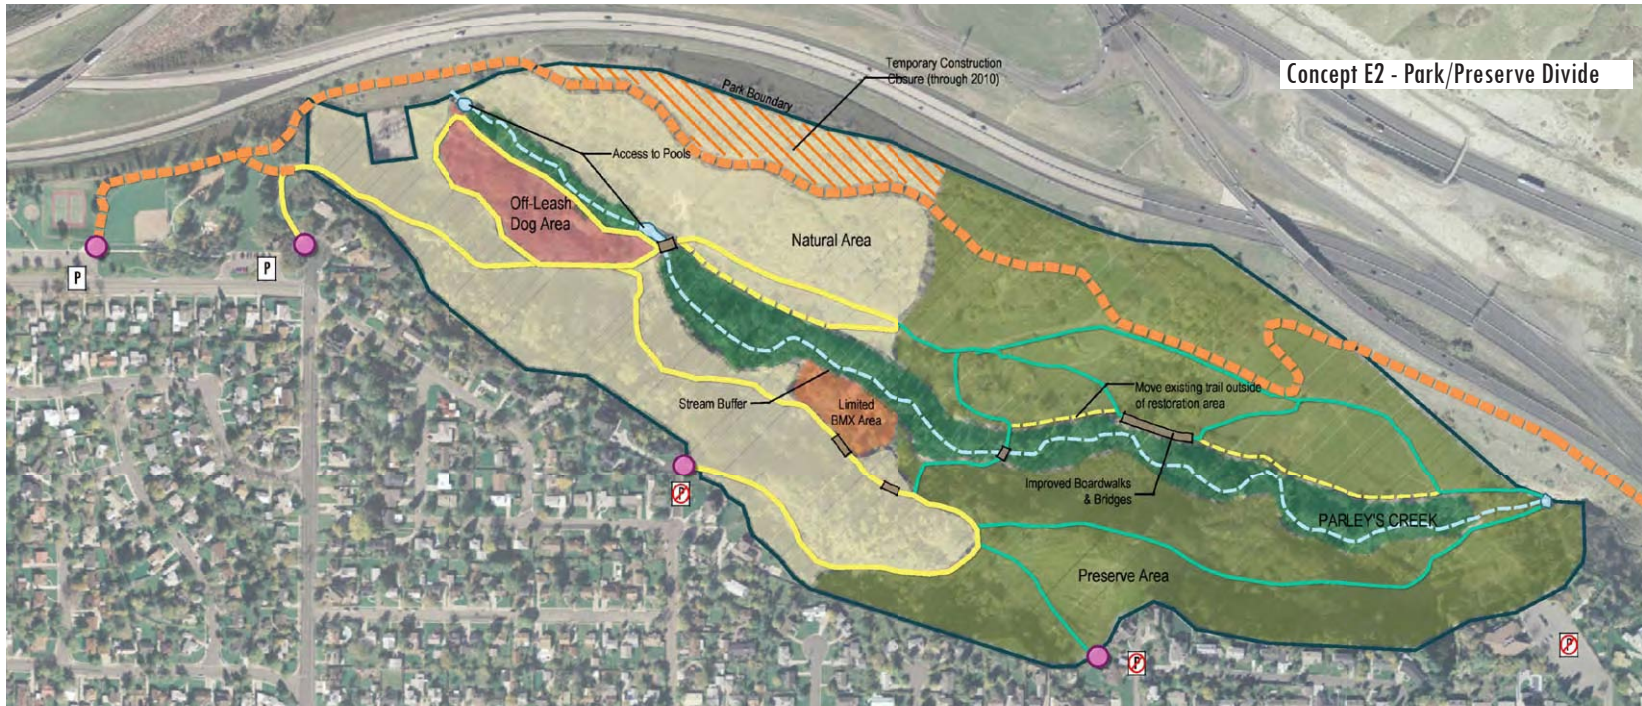 Concept E2 - Park/Preserve Divide
Temporary Construction
Closure (through 2010)
Park Boundary
Access to Pools
Off-Leash
Dog Area
Natural Area
P
P
Move existing trail outside
of restoration area
Stream Buffer
Limited
BMX Area
P
Improved Boardwalks
& Bridges
PARLEY'S CREEK
Preserve Area
P
P